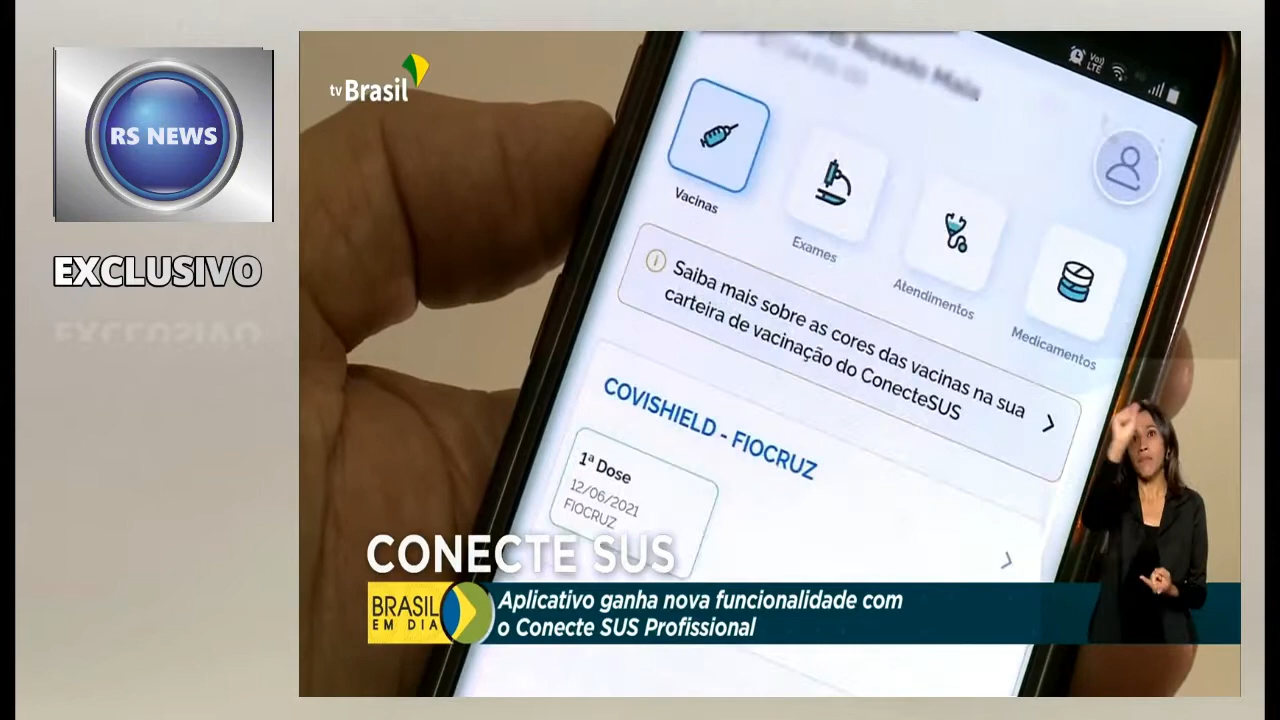 RS NEWS
EXCLUSIVO
tv Brasil
Vo))
LTE
Vacinas
Exames
Atendimentos
Medicamentos
Saiba mais sobre as cores das vacinas na sua
carteira de vacinação do ConecteSUS
COVISHIELD - FIOCRUZ
1ª Dose
12/06/2021
FIOCRUZ
CONECTE SUS
BRASIL
EM DIA
Aplicativo ganha nova funcionalidade com
o Conecte SUS Profissional